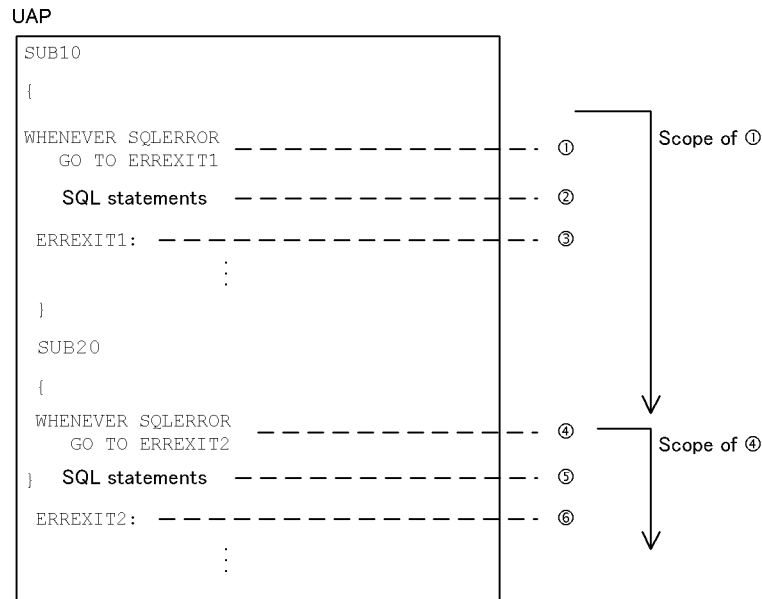 UAP
SUB10
{
WHENEVER SQLERROR
GO TO ERREXIT1
①
Scope of ①
SQL statements
②
ERREXIT1:
③
⋮
}
SUB20
{
WHENEVER SQLERROR
GO TO ERREXIT2
④
Scope of ④
} SQL statements
⑤
ERREXIT2:
⑥
⋮